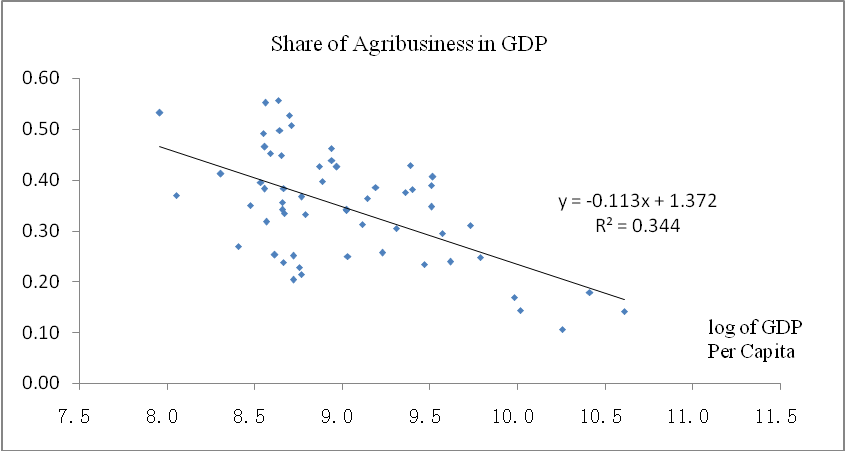 Share of Agribusiness in GDP
0.60
0.50
0.40
0.30
0.20
0.10
0.00
y = -0.113x + 1.372
R² = 0.344
log of GDP
Per Capita
7.5 8.0 8.5 9.0 9.5 10.0 10.5 11.0 11.5